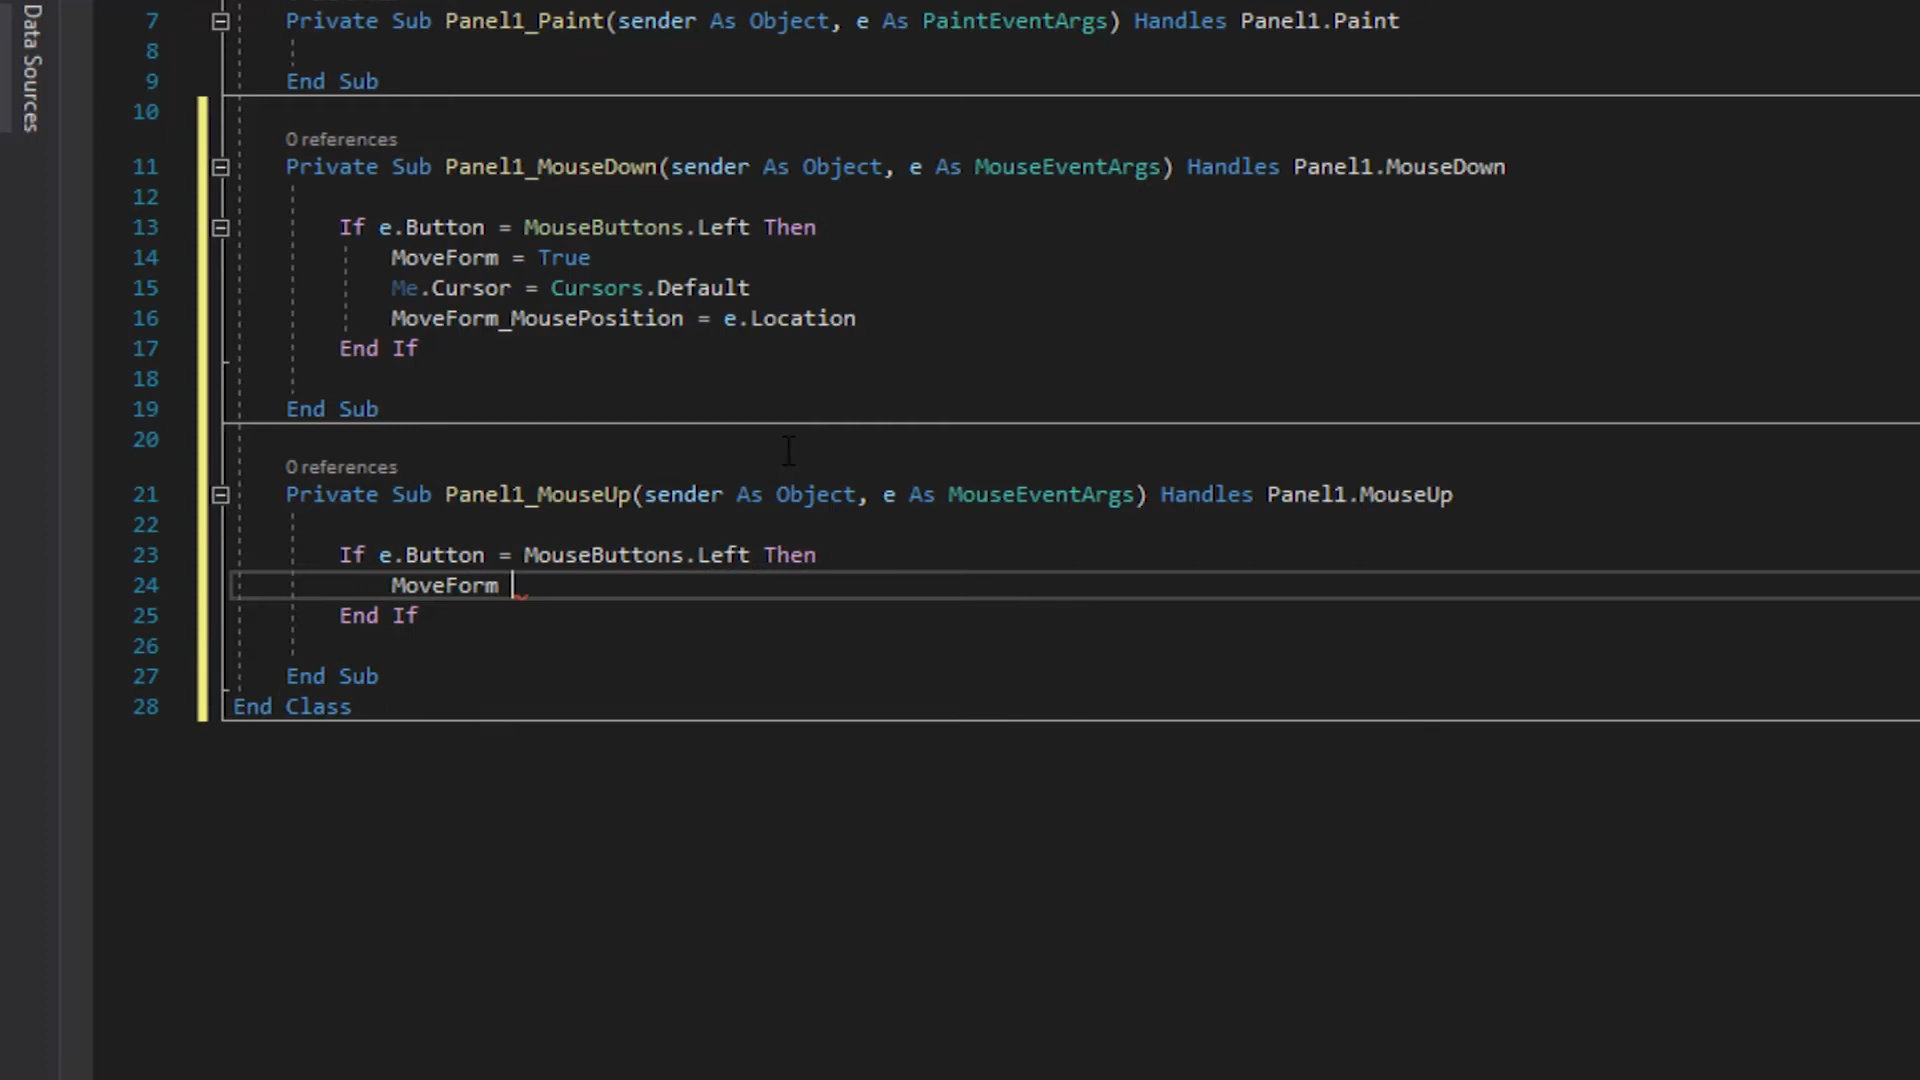 Data Sources
7 Private Sub Panel1_Paint(sender As Object, e As PaintEventArgs) Handles Panel1.Paint
8
9 End Sub
10
0 references
11 Private Sub Panel1_MouseDown(sender As Object, e As MouseEventArgs) Handles Panel1.MouseDown
12
13 If e.Button = MouseButtons.Left Then
14 MoveForm = True
15 Me.Cursor = Cursors.Default
16 MoveForm_MousePosition = e.Location
17 End If
18
19 End Sub
20
0 references
21 Private Sub Panel1_MouseUp(sender As Object, e As MouseEventArgs) Handles Panel1.MouseUp
22
23 If e.Button = MouseButtons.Left Then
24 MoveForm
25 End If
26
27 End Sub
28 End Class